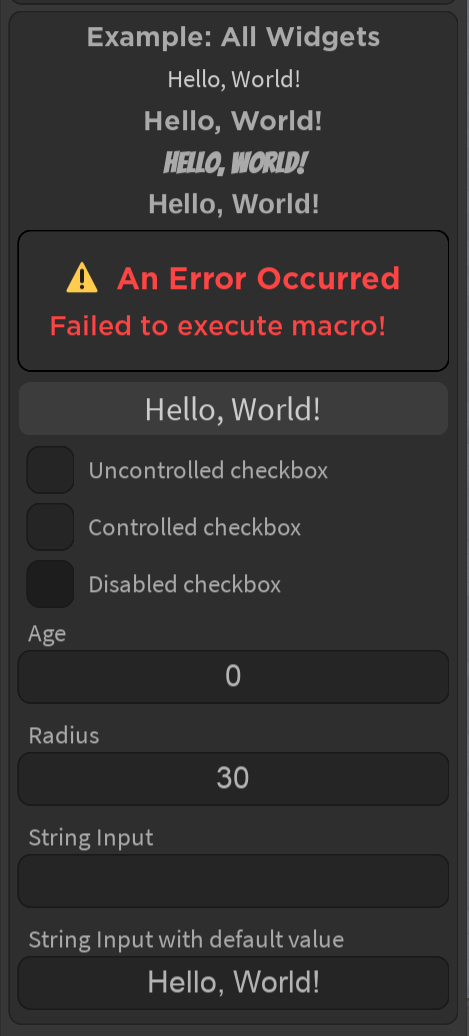 Example: All Widgets
Hello, World!
Hello, World!
HELLO, WORLD!
Hello, World!
⚠️ An Error Occurred
Failed to execute macro!
Hello, World!
Uncontrolled checkbox
Controlled checkbox
Disabled checkbox
Age
0
Radius
30
String Input
String Input with default value
Hello, World!